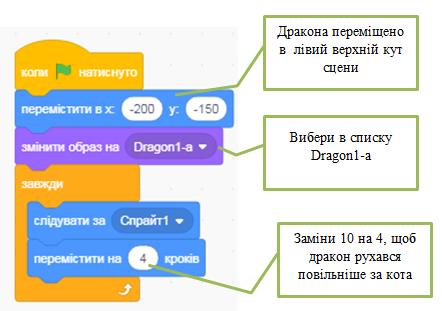 коли натиснуто
перемістити в x: -200 y: -150
змінити образ на Dragon1-a
завжди
слідувати за Спрайт1
перемістити на 4 кроків
Дракона переміщено
в лівий верхній кут
сцени
Вибери в списку
Dragon1-a
Заміни 10 на 4, щоб
дракон рухався
повільніше за кота